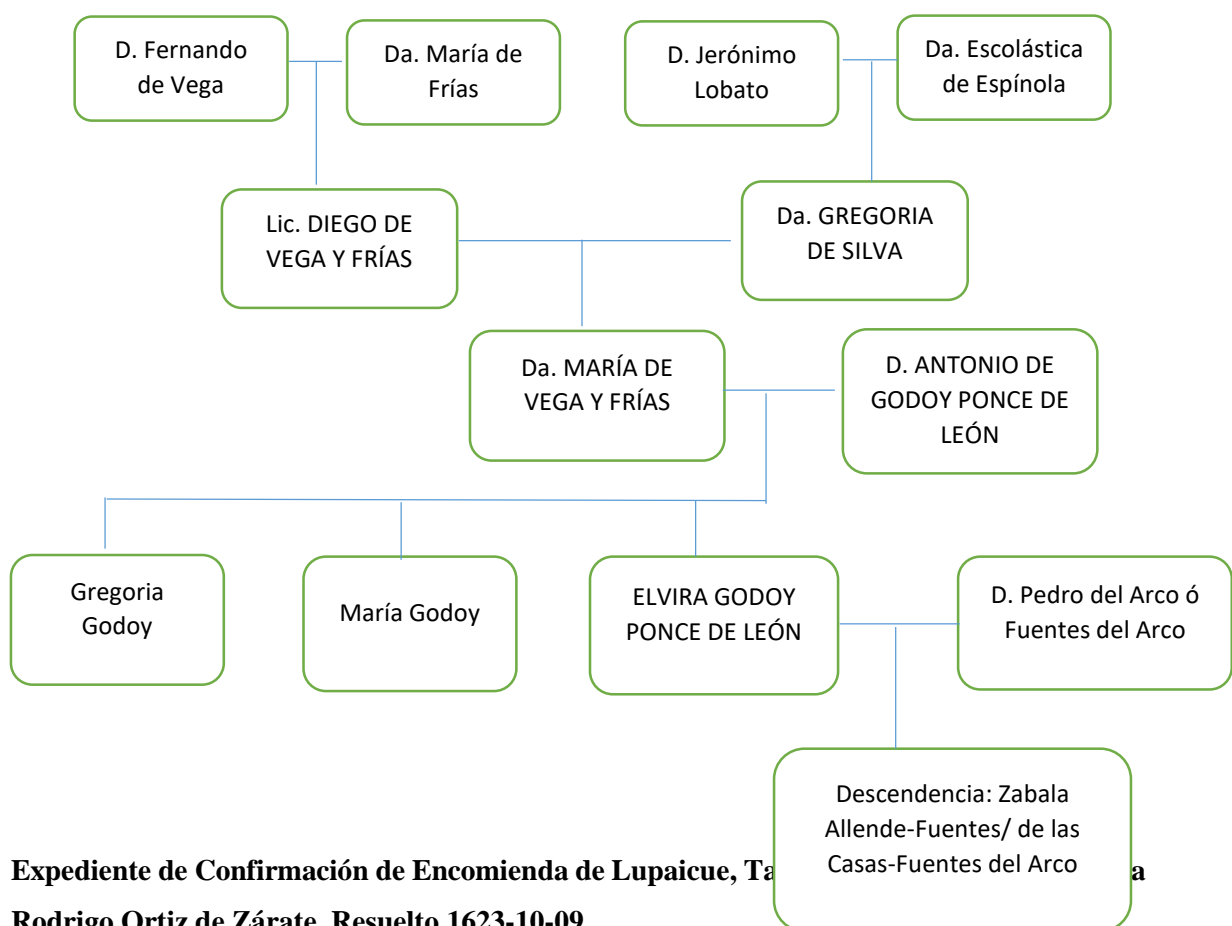 D. Fernando
de Vega
Da. María de
Frías
D. Jerónimo
Lobato
Da. Escolástica
de Espínola
Lic. DIEGO DE
VEGA Y FRÍAS
Da. GREGORIA
DE SILVA
Da. MARÍA DE
VEGA Y FRÍAS
D. ANTONIO DE
GODOY PONCE DE
LEÓN
Gregoria
Godoy
María Godoy
ELVIRA GODOY
PONCE DE LEÓN
D. Pedro del Arco ó
Fuentes del Arco
Descendencia: Zabala
Allende-Fuentes/ de las
Casas-Fuentes del Arco
Expediente de Confirmación de Encomienda de Lupaicue,
Rodrigo Ortiz de Zárate. Resuelto 1623-10-09